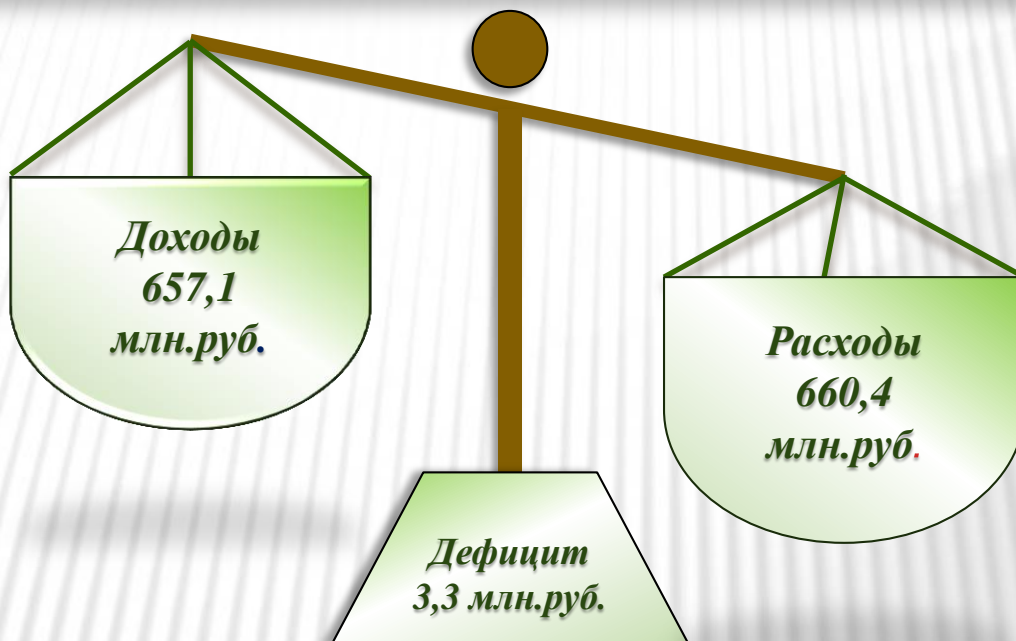 Доходы
657,1
млн.руб.
Расходы
660,4
млн.руб.
Дефицит
3,3 млн.руб.